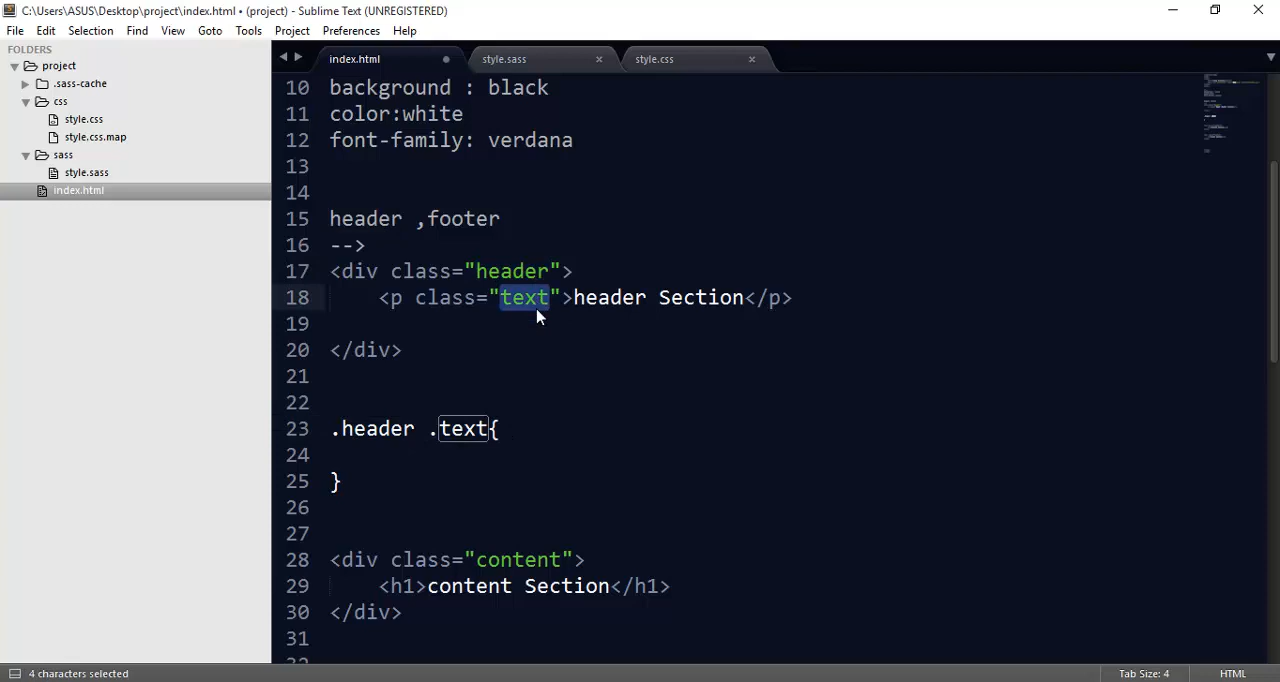 C:\Users\ASUS\Desktop\project\index.html • (project) - Sublime Text (UNREGISTERED)
File Edit Selection Find View Goto Tools Project Preferences Help
FOLDERS
project
.sass-cache
css
style.css
style.css.map
sass
style.sass
index.html
index.html style.sass style.css
10 background : black
11 color:white
12 font-family: verdana
13
14
15 header ,footer
16 -->
17 <div class="header">
18 <p class="text">header Section</p>
19
20 </div>
21
22
23 .header .text{
24
25 }
26
27
28 <div class="content">
29 <h1>content Section</h1>
30 </div>
31
32
4 characters selected Tab Size: 4 HTML